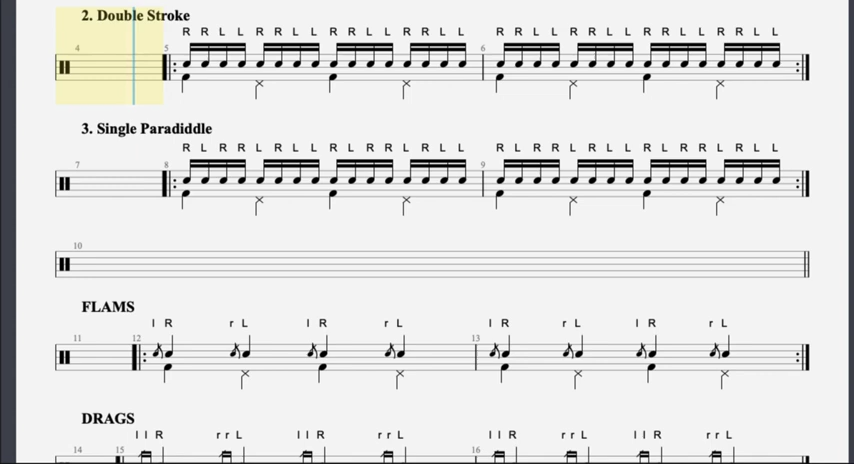 2. Double Stroke
R R L L R R L L R R L L R R L L R R L L R R L L R R L L R R L L
4 5 6
3. Single Paradiddle
R L R R L R L L R L R R L R L L R L R R L R L L R L R R L R L L
7 8 9
10
FLAMS
l R r L l R r L l R r L l R r L
11 12 13
DRAGS
l l R r r L l l R r r L l l R r r L l l R r r L
14 15 16